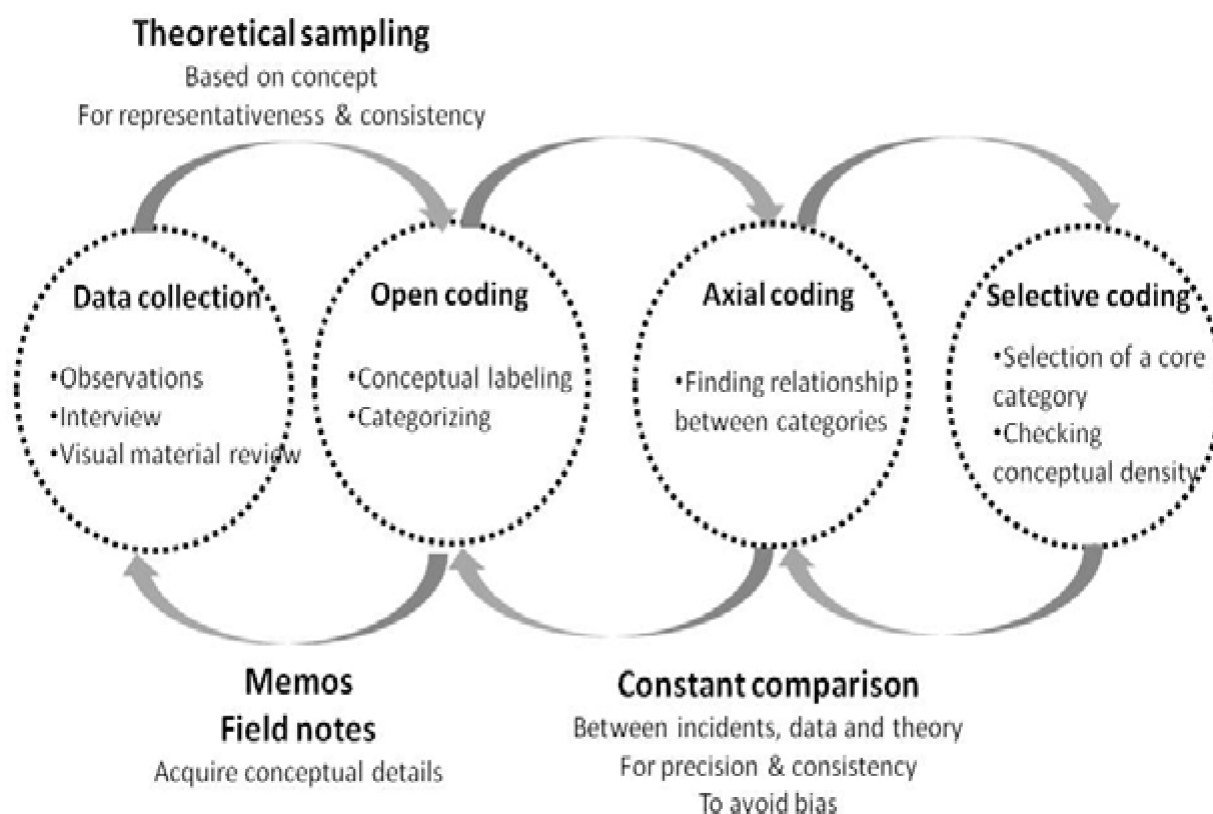 Theoretical sampling
Based on concept
For representativeness & consistency
Data collection
•Observations
•Interview
•Visual material review
Open coding
•Conceptual labeling
•Categorizing
Axial coding
•Finding relationship
between categories
Selective coding
•Selection of a core
category
•Checking
conceptual density
Memos
Field notes
Acquire conceptual details
Constant comparison
Between incidents, data and theory
For precision & consistency
To avoid bias